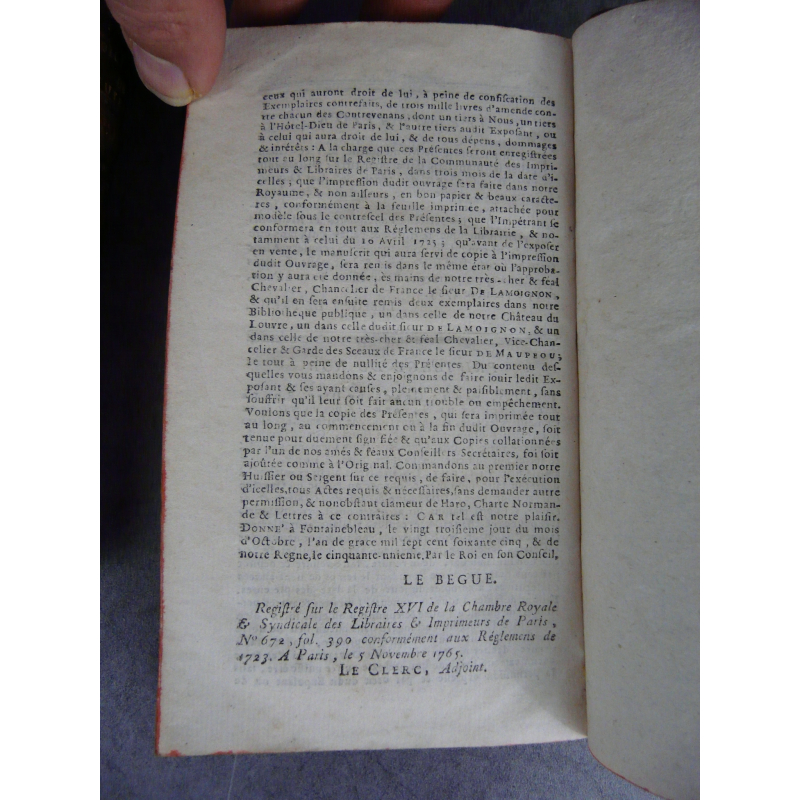 ceux qui auront droit de lui, à peine de confiscation des
Exemplaires contrefaits, de trois mille livres d'amende con-
tre chacun des Contrevenans, dont un tiers à Nous, un tiers
à l'Hôtel-Dieu de Paris, & l'autre tiers audit Exposant, ou
à celui qui aura droit de lui, & de tous dépens, dommages
& intérêts: A la charge que ces Présentes seront enregistrées
tout au long sur le Registre de la Communauté des Impri-
meurs & Libraires de Paris, dans trois mois de la date d'i-
celles; que l'impression dudit ouvrage sera faite dans notre
Royaume, & non ailleurs, en bon papier & beaux caracte-
res, conformément à la feuille imprimée, attachée pour
modèle sous le contrescel des Présentes; que l'Impétrant se
conformera en tout aux Réglemens de la Librairie, & no-
tamment à celui du 10 Avril 1725; qu'avant de l'exposer
en vente, le manuscrit qui aura servi de copie à l'impression
dudit Ouvrage, sera remis dans le même état où l'approba-
tion y aura été donnée, ès mains de notre très-cher & feal
Chevalier, Chancelier de France le sieur DE LAMOIGNON,
& qu'il en sera ensuite remis deux exemplaires dans notre
Bibliotheque publique, un dans celle de notre Château du
Louvre, un dans celle dudit sieur DE LAMOIGNON, & un
dans celle de notre très-cher & feal Chevalier, Vice-Chan-
celier & Garde des Sceaux de France le sieur DE MAUPEOU;
le tout à peine de nullité des Présentes. Du contenu des-
quelles vous mandons & enjoignons de faire jouir ledit Ex-
posant & ses ayant causes, pleinement & paisiblement, sans
souffrir qu'il leur soit fait aucun trouble ou empêchement.
Voulons que la copie des Présentes, qui sera imprimée tout
au long, au commencement ou à la fin dudit Ouvrage, soit
tenue pour duement signifiée & qu'aux Copies collationnées
par l'un de nos amés & feaux Conseillers Secrétaires, foi soit
ajoûtée comme à l'Original. Commandons au premier notre
Huissier ou Sergent sur ce requis, de faire, pour l'exécution
d'icelles, tous Actes requis & nécessaires, sans demander autre
permission, & nonobstant clameur de Haro, Charte Norman-
de & Lettres à ce contraires: CAR tel est notre plaisir.
DONNE' à Fontainebleau, le vingt troisieme jour du mois
d'Octobre, l'an de grace mil sept cent soixante cinq, & de
notre Regne, le cinquante-unieme. Par le Roi en son Conseil,
LE BEGUE.
Registré sur le Registre XVI de la Chambre Royale
& Syndicale des Libraires & Imprimeurs de Paris,
Nº 672, fol. 390 conformément aux Réglemens de
1723. A Paris, le 5 Novembre 1765.
LE CLERC, Adjoint.